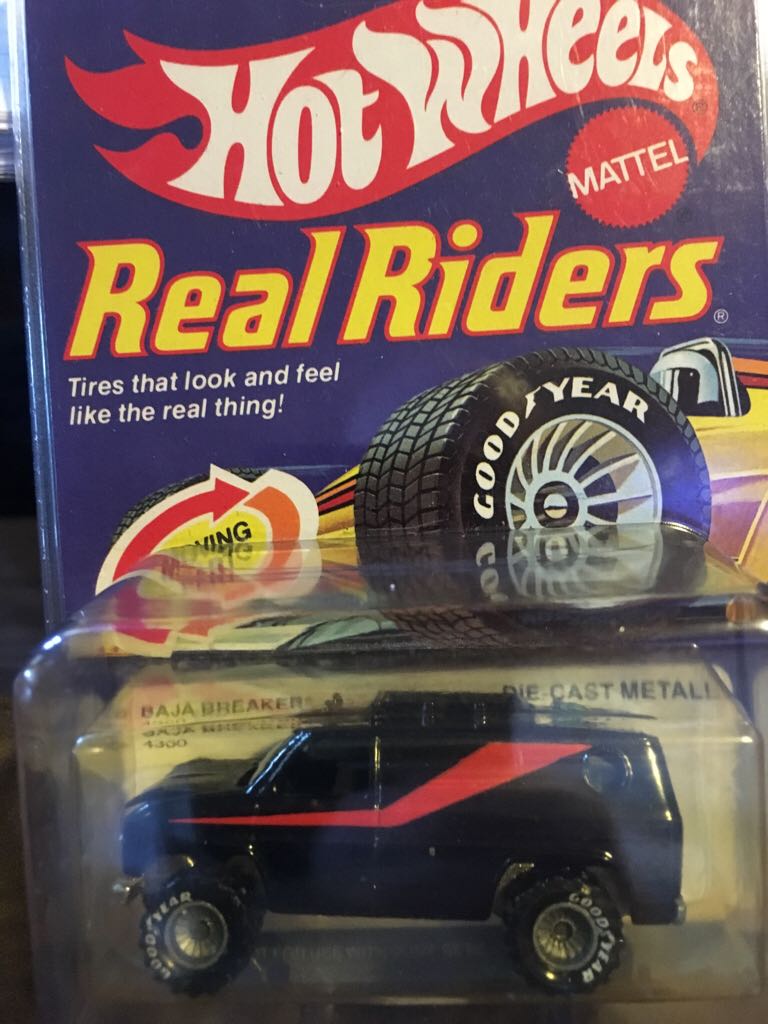 Hot Wheels®
MATTEL®
Real Riders®
Tires that look and feel
like the real thing!
GOODYEAR
BAJA BREAKER®
4360
DIE-CAST METAL!
GOODYEAR
GOODYEAR